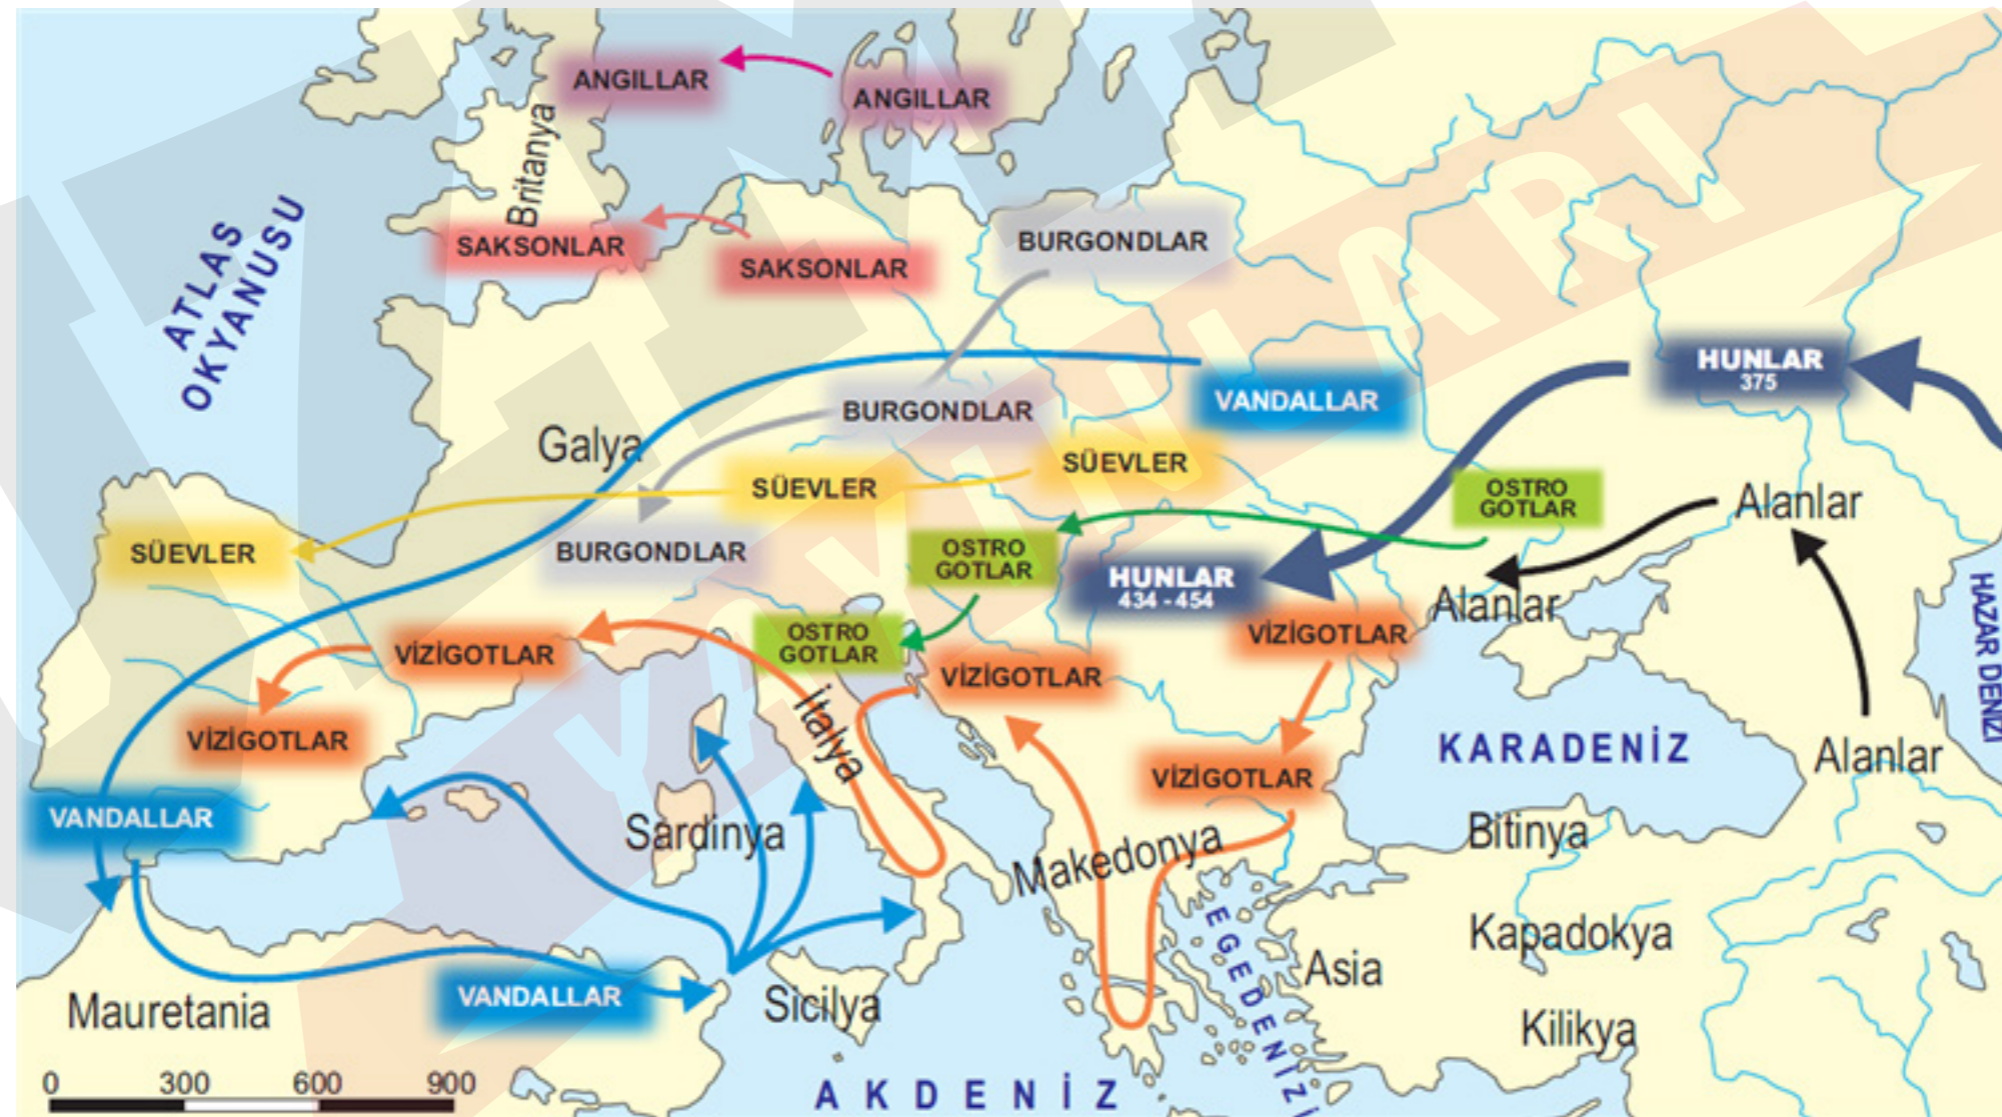 ANGILLAR
ANGILLAR
Britanya
ATLAS
OKYANUSU
SAKSONLAR
SAKSONLAR
BURGONDLAR
HUNLAR
375
BURGONDLAR
VANDALLAR
Galya
SÜEVLER
SÜEVLER
OSTRO
GOTLAR
Alanlar
SÜEVLER
BURGONDLAR
OSTRO
GOTLAR
HUNLAR
434 - 454
Alanlar
HAZAR DENİZİ
VİZİGOTLAR
OSTRO
GOTLAR
VİZİGOTLAR
VİZİGOTLAR
VİZİGOTLAR
İtalya
KARADENİZ
Alanlar
VİZİGOTLAR
VANDALLAR
Sardinya
Makedonya
Bitinya
EGEDENİZİ
Kapadokya
Asia
VANDALLAR
Mauretania
Sicilya
Kilikya
0 300 600 900
AKDENİZ
YAYINLARI